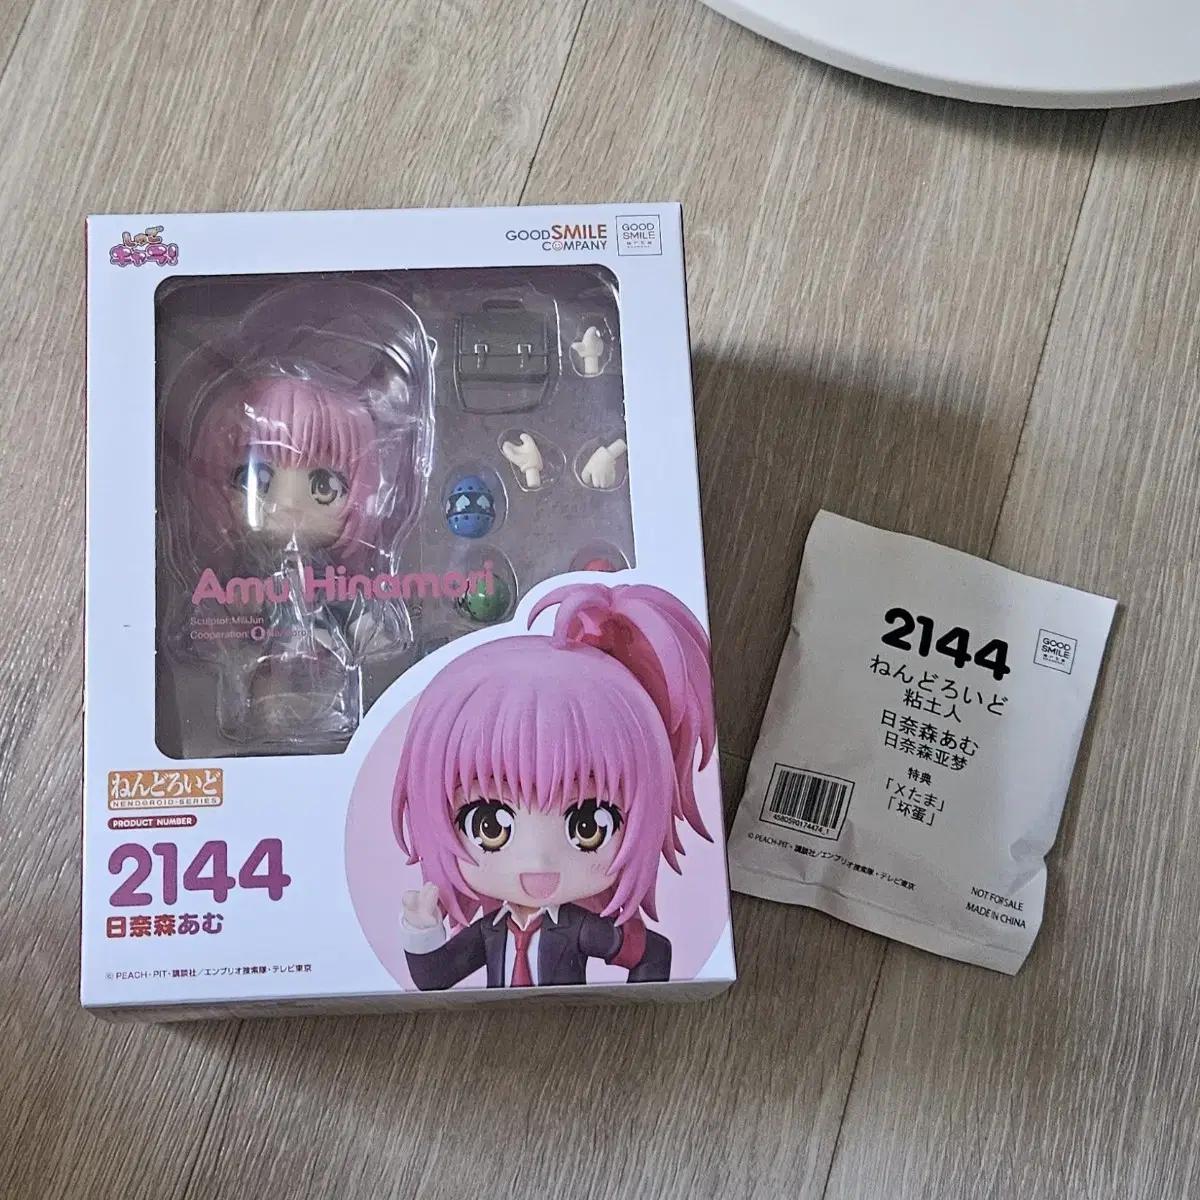 しゅご
キャラ!
GOODSMILE
COMPANY
GOOD
SMILE
Amu Hinamori
Sculptor:MiliJun
Cooperation:
ねんどろいど
NENDOROID-SERIES
PRODUCT NUMBER
2144
日奈森あむ
©PEACH-PIT・講談社/エンブリオ捜索隊・テレビ東京
2144
GOOD
SMILE
ねんどろいど
粘土人
日奈森あむ
日奈森亚梦
特典
「Xたま」
「坏蛋」
4580590174474_1
©PEACH-PIT・講談社/エンブリオ捜索隊・テレビ東京
NOT FOR SALE
MADE IN CHINA